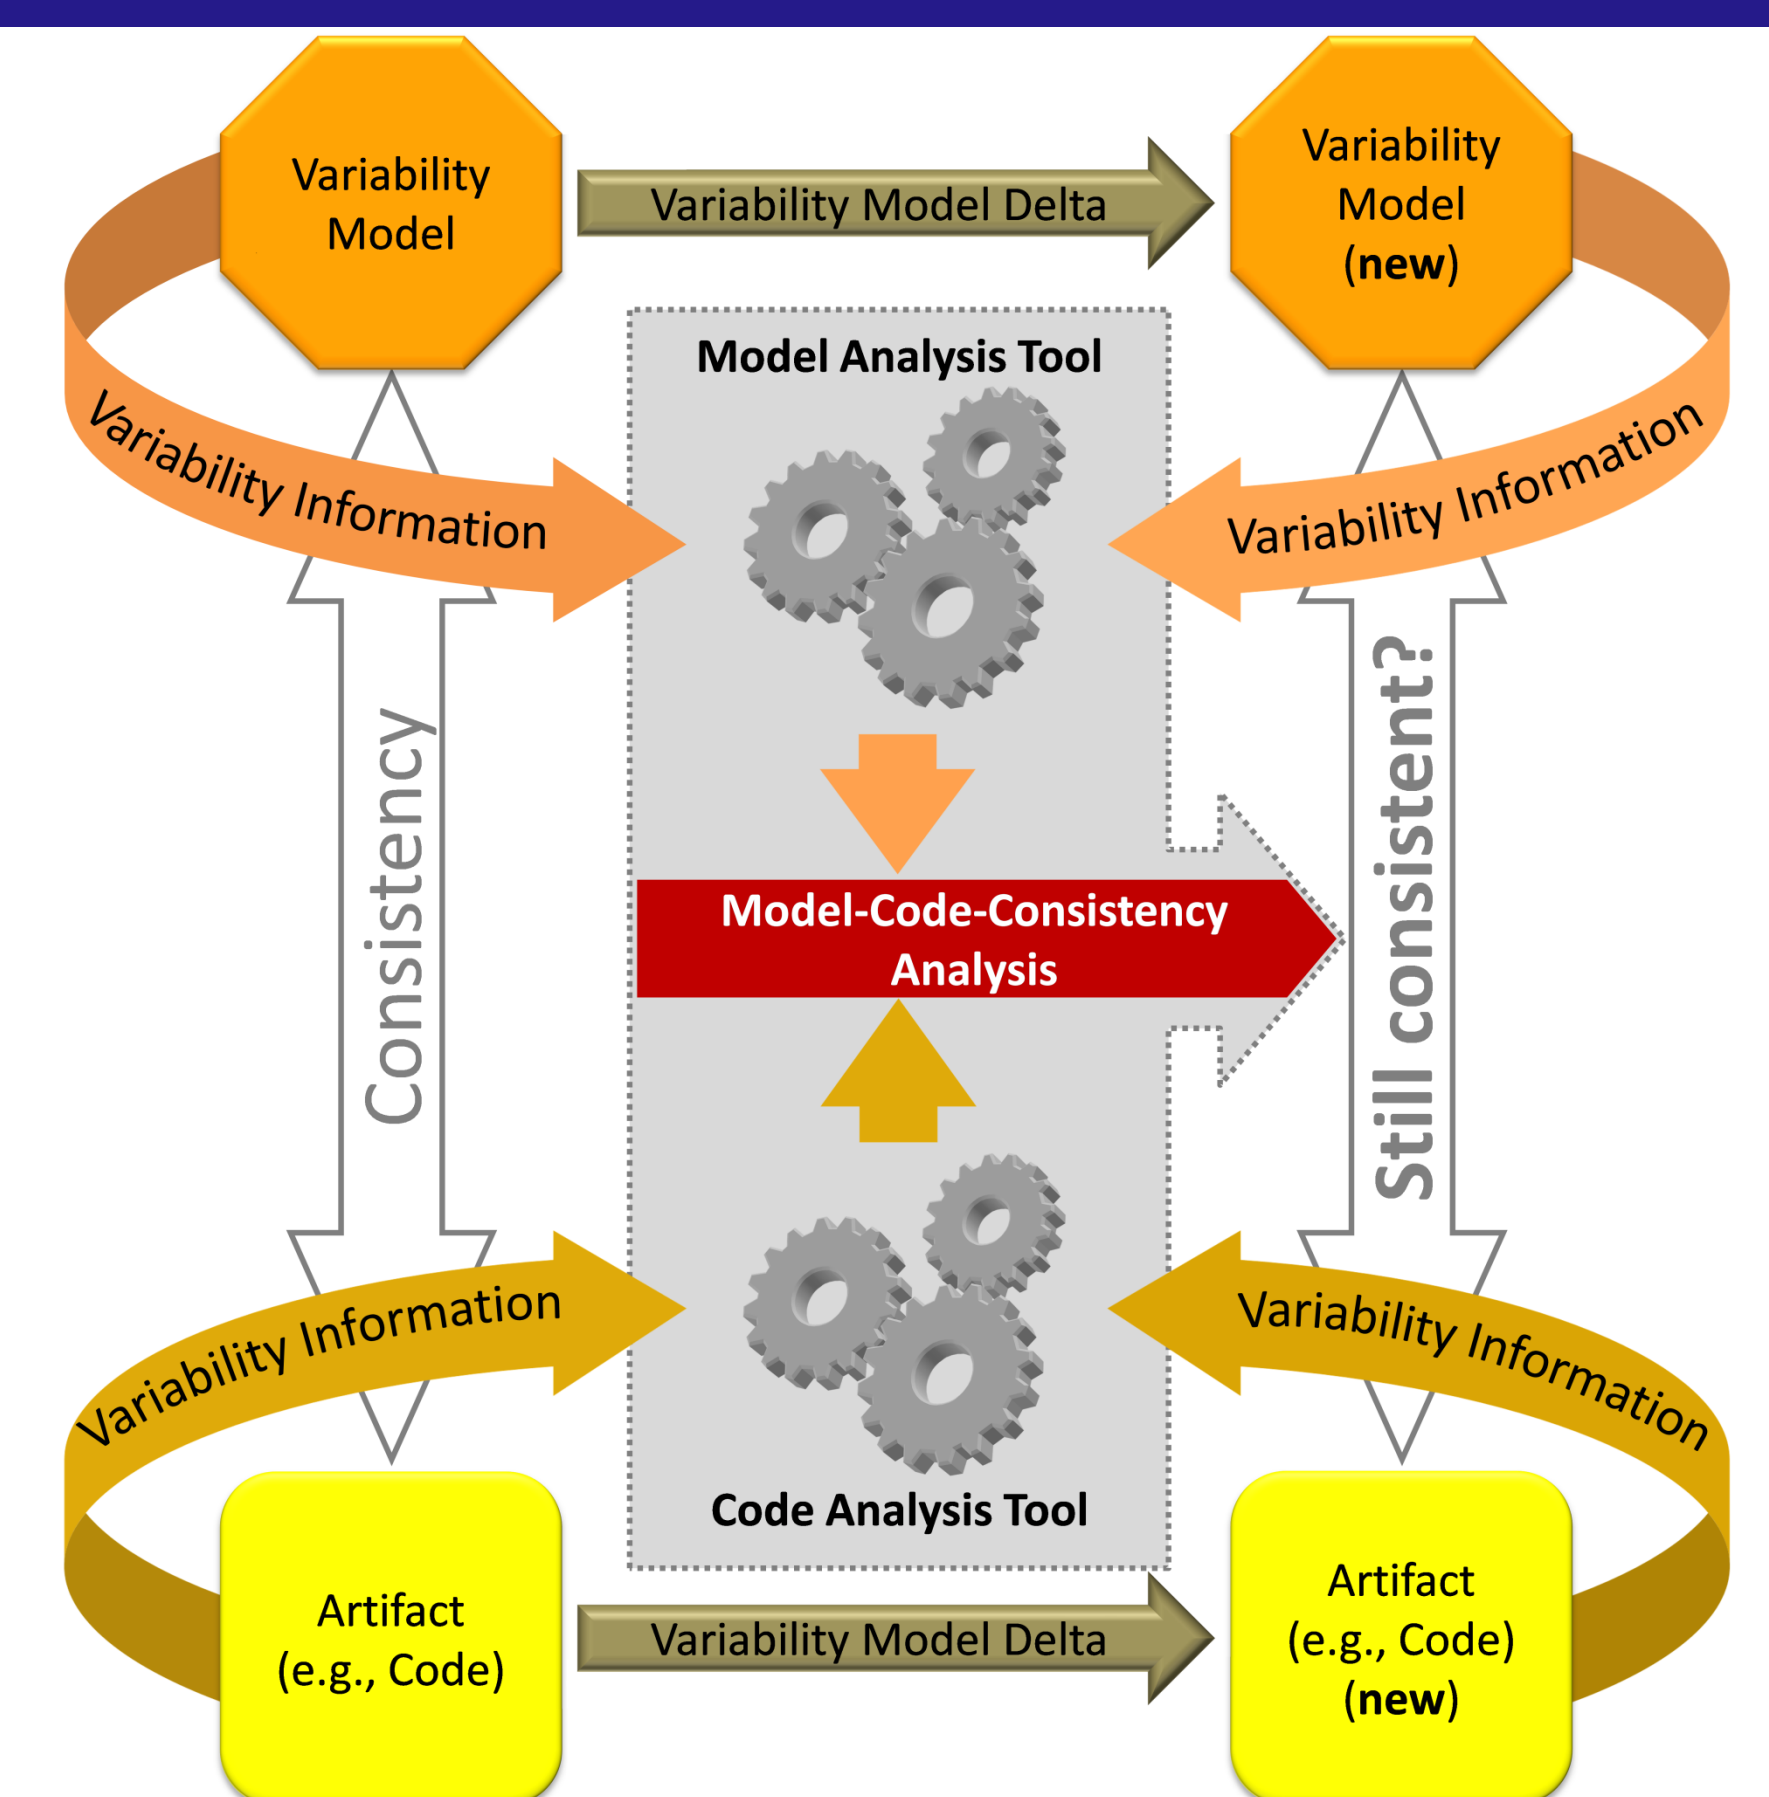 Variability
Model
Variability Model Delta
Variability
Model
(new)
Model Analysis Tool
Variability Information
Variability Information
Consistency
Model-Code-Consistency
Analysis
Still consistent?
Variability Information
Variability Information
Code Analysis Tool
Artifact
(e.g., Code)
Variability Model Delta
Artifact
(e.g., Code)
(new)